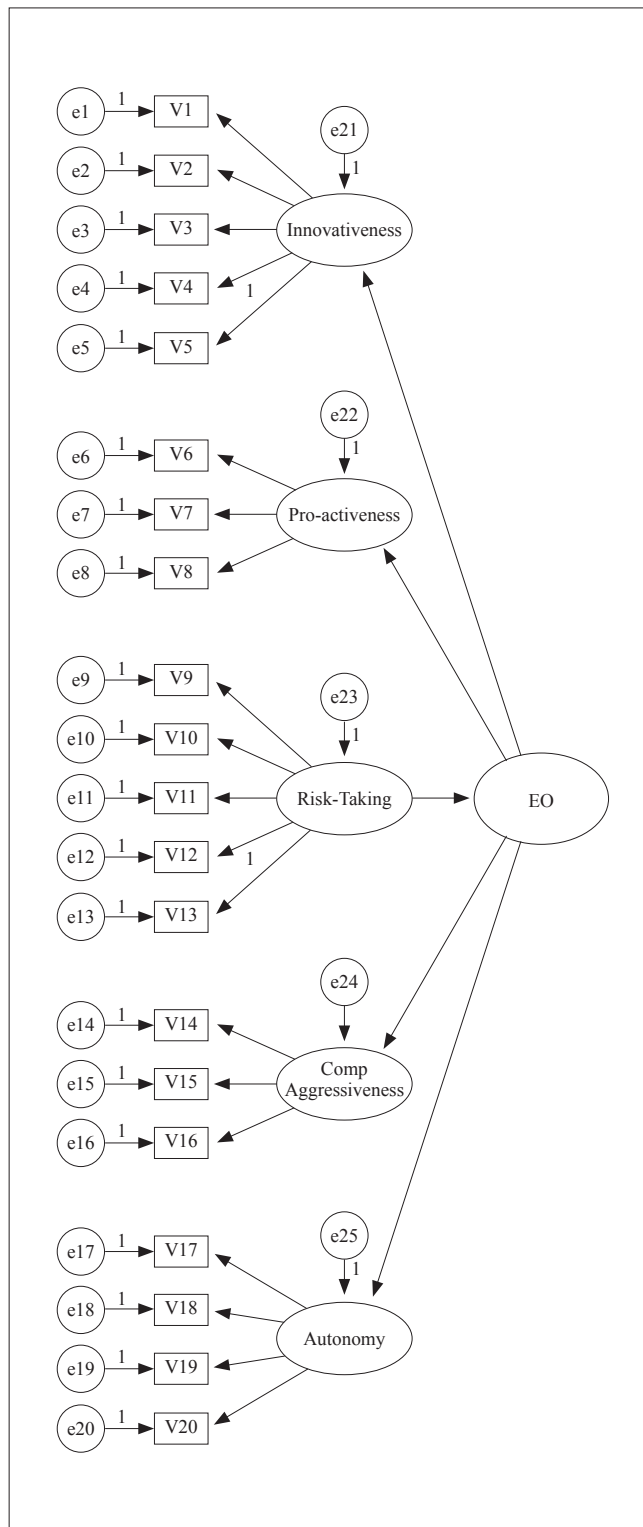 e1 1 V1
e21
1
e2 1 V2
Innovativeness
e3 1 V3
e4 1 V4
1
e5 1 V5
e22
1
e6 1 V6
Pro-activeness
e7 1 V7
e8 1 V8
e9 1 V9
e23
1
e10 1 V10
Risk-Taking
EO
e11 1 V11
e12 1 V12
1
e13 1 V13
e24
e14 1 V14
Comp
Aggressiveness
e15 1 V15
e16 1 V16
e25
1
e17 1 V17
e18 1 V18
Autonomy
e19 1 V19
e20 1 V20